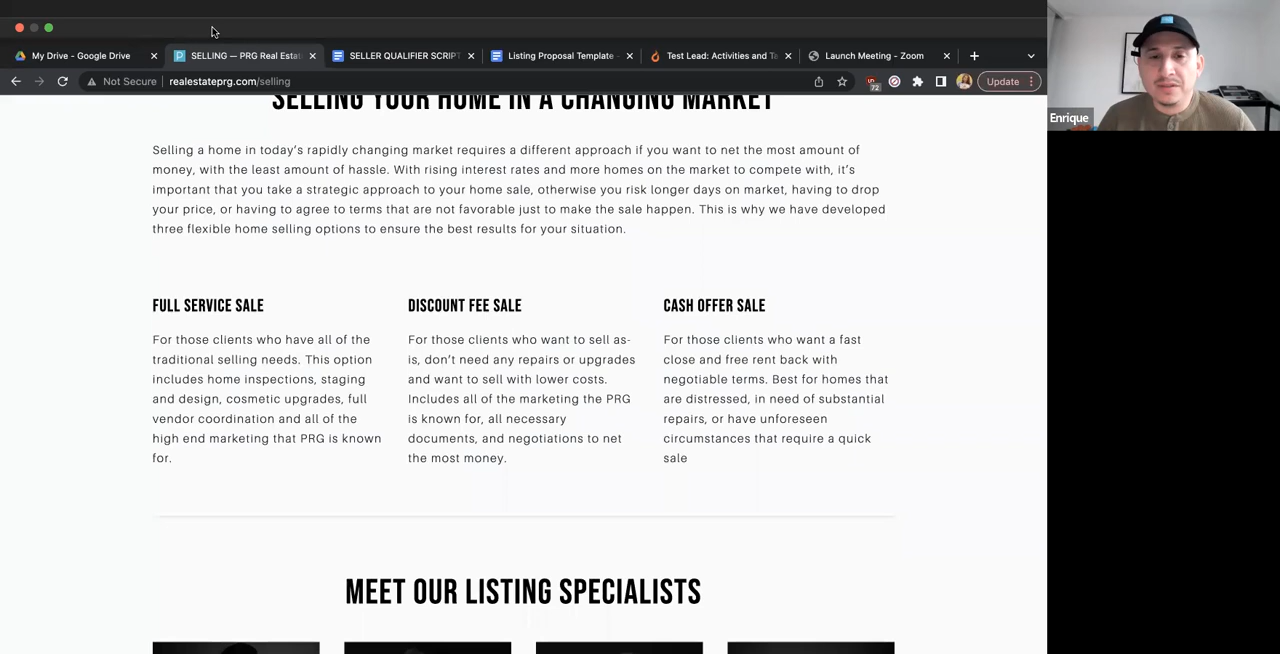 My Drive - Google Drive
SELLING — PRG Real Estat
SELLER QUALIFIER SCRIPT
Listing Proposal Template -
Test Lead: Activities and Ta
Launch Meeting - Zoom
Not Secure
realestateprg.com/selling
72
Update
Enrique
SELLING YOUR HOME IN A CHANGING MARKET
Selling a home in today's rapidly changing market requires a different approach if you want to net the most amount of
money, with the least amount of hassle. With rising interest rates and more homes on the market to compete with, it's
important that you take a strategic approach to your home sale, otherwise you risk longer days on market, having to drop
your price, or having to agree to terms that are not favorable just to make the sale happen. This is why we have developed
three flexible home selling options to ensure the best results for your situation.
FULL SERVICE SALE
For those clients who have all of the
traditional selling needs. This option
includes home inspections, staging
and design, cosmetic upgrades, full
vendor coordination and all of the
high end marketing that PRG is known
for.
DISCOUNT FEE SALE
For those clients who want to sell as-
is, don't need any repairs or upgrades
and want to sell with lower costs.
Includes all of the marketing the PRG
is known for, all necessary
documents, and negotiations to net
the most money.
CASH OFFER SALE
For those clients who want a fast
close and free rent back with
negotiable terms. Best for homes that
are distressed, in need of substantial
repairs, or have unforeseen
circumstances that require a quick
sale
MEET OUR LISTING SPECIALISTS